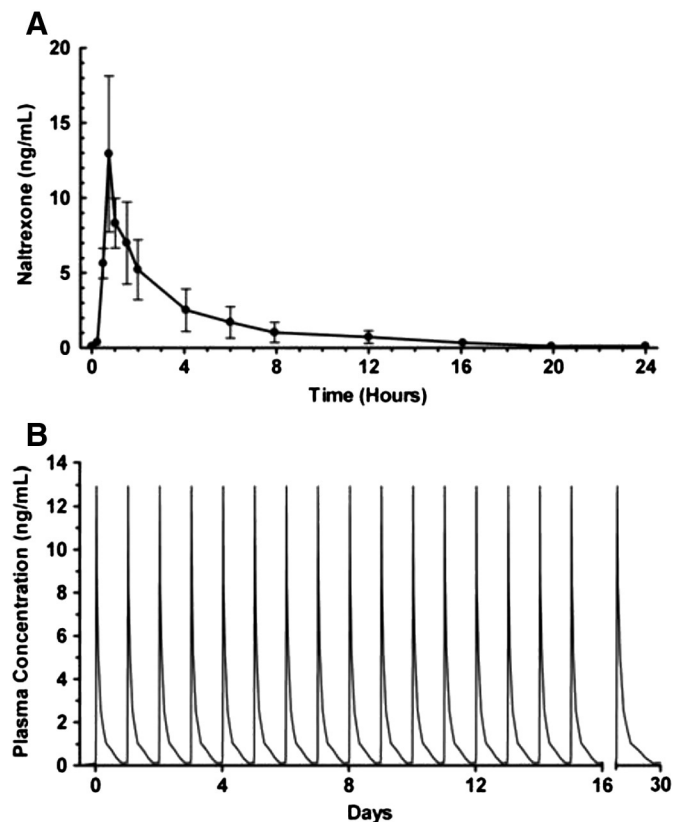 A
Naltrexone (ng/mL)
20
15
10
5
0
0 4 8 12 16 20 24
Time (Hours)
B
Plasma Concentration (ng/mL)
14
12
10
8
6
4
2
0
0 4 8 12 16 30
Days